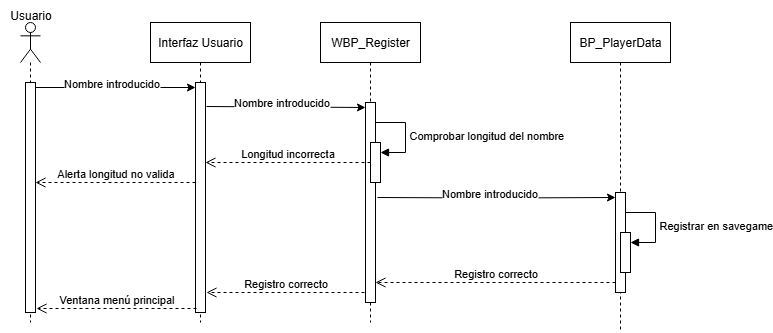 Usuario
Interfaz Usuario
WBP_Register
BP_PlayerData
Nombre introducido
Nombre introducido
Comprobar longitud del nombre
Longitud incorrecta
Alerta longitud no valida
Nombre introducido
Registrar en savegame
Registro correcto
Registro correcto
Ventana menú principal